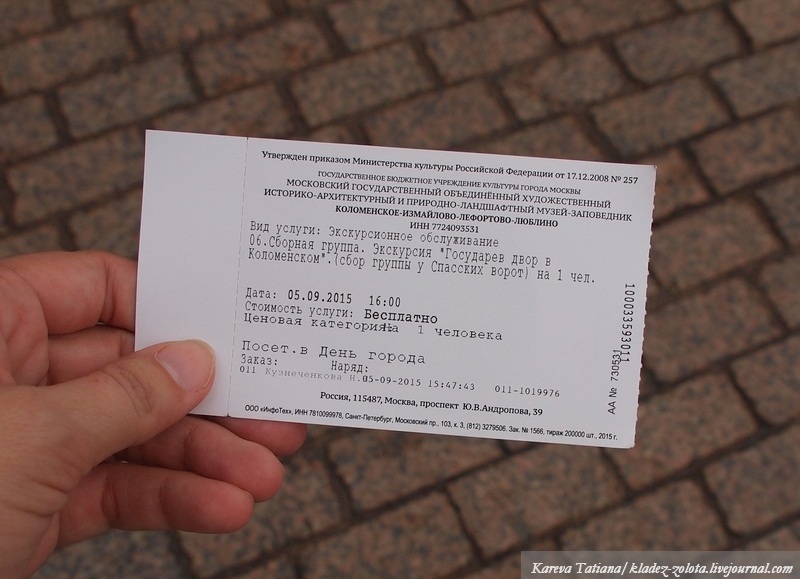 Утвержден приказом Министерства культуры Российской Федерации от 17.12.2008 № 257
ГОСУДАРСТВЕННОЕ БЮДЖЕТНОЕ УЧРЕЖДЕНИЕ КУЛЬТУРЫ ГОРОДА МОСКВЫ
МОСКОВСКИЙ ГОСУДАРСТВЕННЫЙ ОБЪЕДИНЁННЫЙ ХУДОЖЕСТВЕННЫЙ
ИСТОРИКО-АРХИТЕКТУРНЫЙ И ПРИРОДНО-ЛАНДШАФТНЫЙ МУЗЕЙ-ЗАПОВЕДНИК
КОЛОМЕНСКОЕ-ИЗМАЙЛОВО-ЛЕФОРТОВО-ЛЮБЛИНО
ИНН 7724093531
Вид услуги: Экскурсионное обслуживание
06.Сборная группа. Экскурсия "Государев двор в
Коломенском".(сбор группы у Спасских ворот) на 1 чел.
Дата: 05.09.2015 16:00
Стоимость услуги: Бесплатно
Ценовая категория: На 1 человека
Посет.в День города
Заказ: Наряд:
011 Кузнеченкова Н.О 05-09-2015 15:47:43 011-1019976
Россия, 115487, Москва, проспект Ю.В.Андропова, 39
ООО «ИнфоТех», ИНН 7810099978, Санкт-Петербург, Московский пр., 103, к. 3, (812) 3279506. Зак. № 1566, тираж 200000 шт., 2015 г.
100033593011
АА № 730531
Kareva Tatiana/ kladez-zolota.livejournal.com